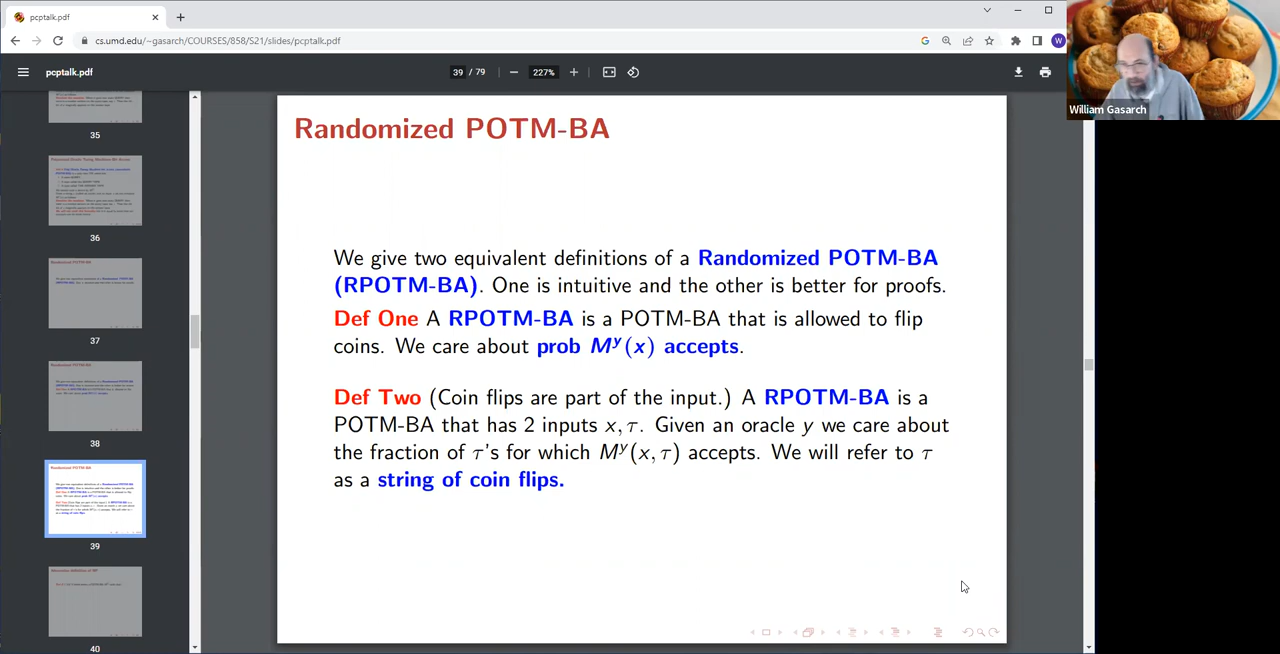 pcptalk.pdf
cs.umd.edu/~gasarch/COURSES/858/S21/slides/pcptalk.pdf
W
pcptalk.pdf
39 / 79
227%
William Gasarch
35
36
37
38
39
40
Randomized POTM-BA
We give two equivalent definitions of a Randomized POTM-BA
(RPOTM-BA). One is intuitive and the other is better for proofs.
Def One A RPOTM-BA is a POTM-BA that is allowed to flip
coins. We care about prob Mʸ(x) accepts.
Def Two (Coin flips are part of the input.) A RPOTM-BA is a
POTM-BA that has 2 inputs x, τ. Given an oracle y we care about
the fraction of τ's for which Mʸ(x, τ) accepts. We will refer to τ
as a string of coin flips.